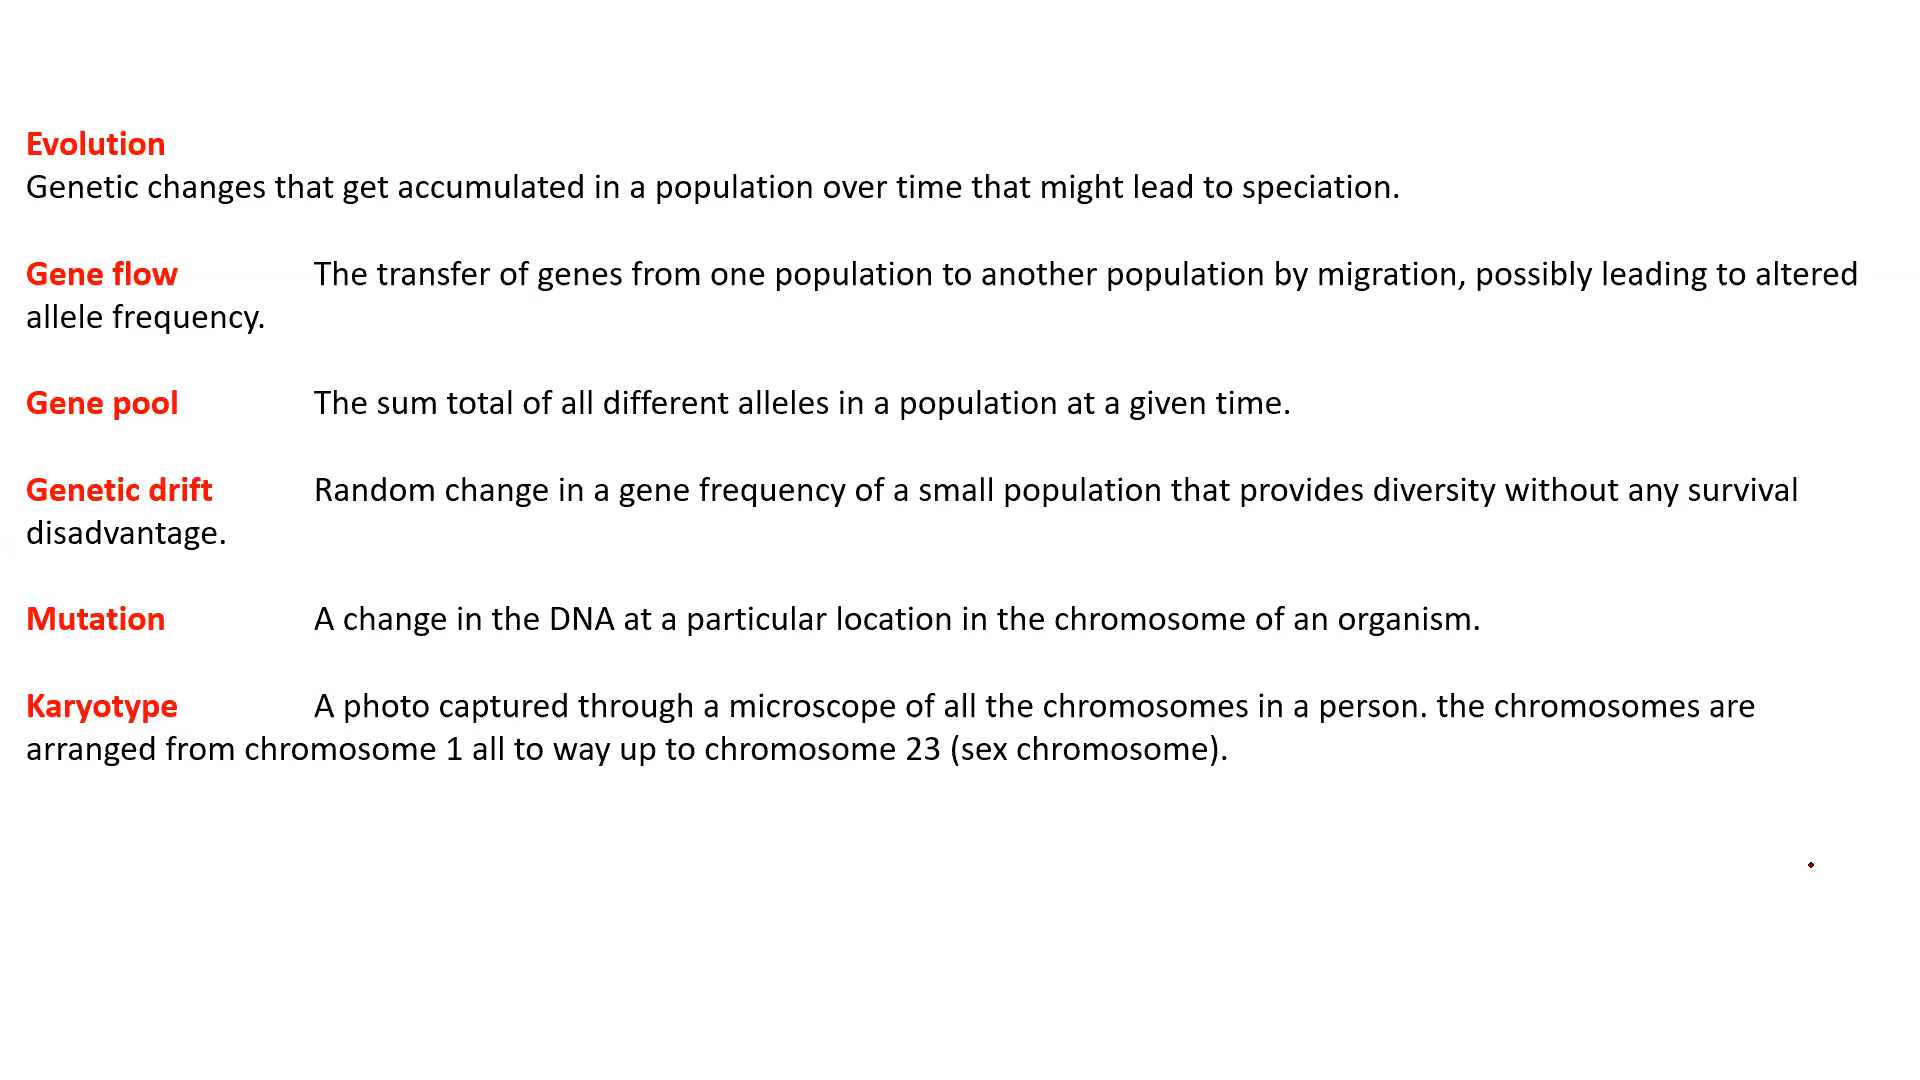 Evolution
Genetic changes that get accumulated in a population over time that might lead to speciation.
Gene flow The transfer of genes from one population to another population by migration, possibly leading to altered
allele frequency.
Gene pool The sum total of all different alleles in a population at a given time.
Genetic drift Random change in a gene frequency of a small population that provides diversity without any survival
disadvantage.
Mutation A change in the DNA at a particular location in the chromosome of an organism.
Karyotype A photo captured through a microscope of all the chromosomes in a person. the chromosomes are
arranged from chromosome 1 all to way up to chromosome 23 (sex chromosome).